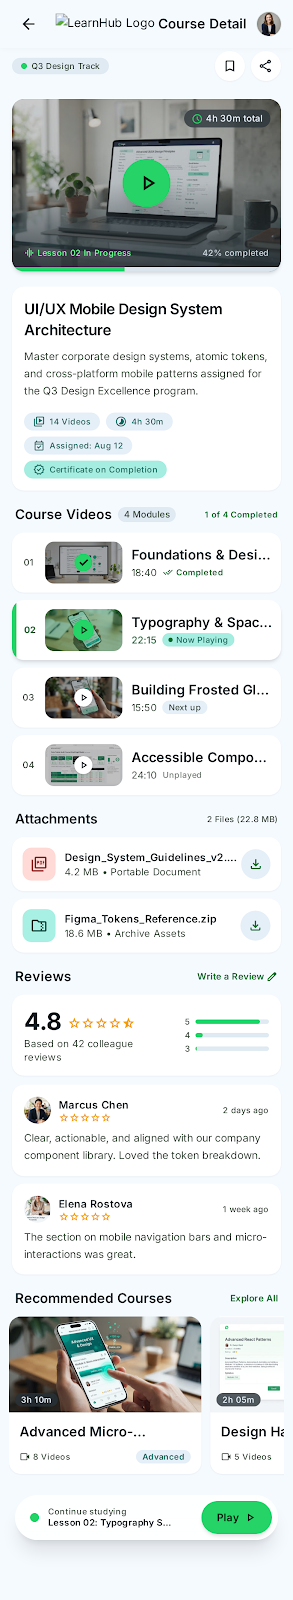 LearnHub Logo Course Detail
Q3 Design Track
4h 30m total
Lesson 02 In Progress
42% completed
UI/UX Mobile Design System
Architecture
Master corporate design systems, atomic tokens,
and cross-platform mobile patterns assigned for
the Q3 Design Excellence program.
14 Videos
4h 30m
Assigned: Aug 12
Certificate on Completion
Course Videos
4 Modules
1 of 4 Completed
01
Foundations & Desi...
18:40
Completed
02
Typography & Spac...
22:15
Now Playing
03
Building Frosted Gl...
15:50
Next up
04
Accessible Compo...
24:10
Unplayed
Attachments
2 Files (22.8 MB)
PDF
Design_System_Guidelines_v2....
4.2 MB • Portable Document
Figma_Tokens_Reference.zip
18.6 MB • Archive Assets
Reviews
Write a Review
4.8
Based on 42 colleague
reviews
5
4
3
Marcus Chen
2 days ago
Clear, actionable, and aligned with our company
component library. Loved the token breakdown.
Elena Rostova
1 week ago
The section on mobile navigation bars and micro-
interactions was great.
Recommended Courses
Explore All
3h 10m
Advanced Micro-...
8 Videos
Advanced
Advanced React Patterns
2h 05m
Design Ha
5 Videos
Continue studying
Lesson 02: Typography S...
Play